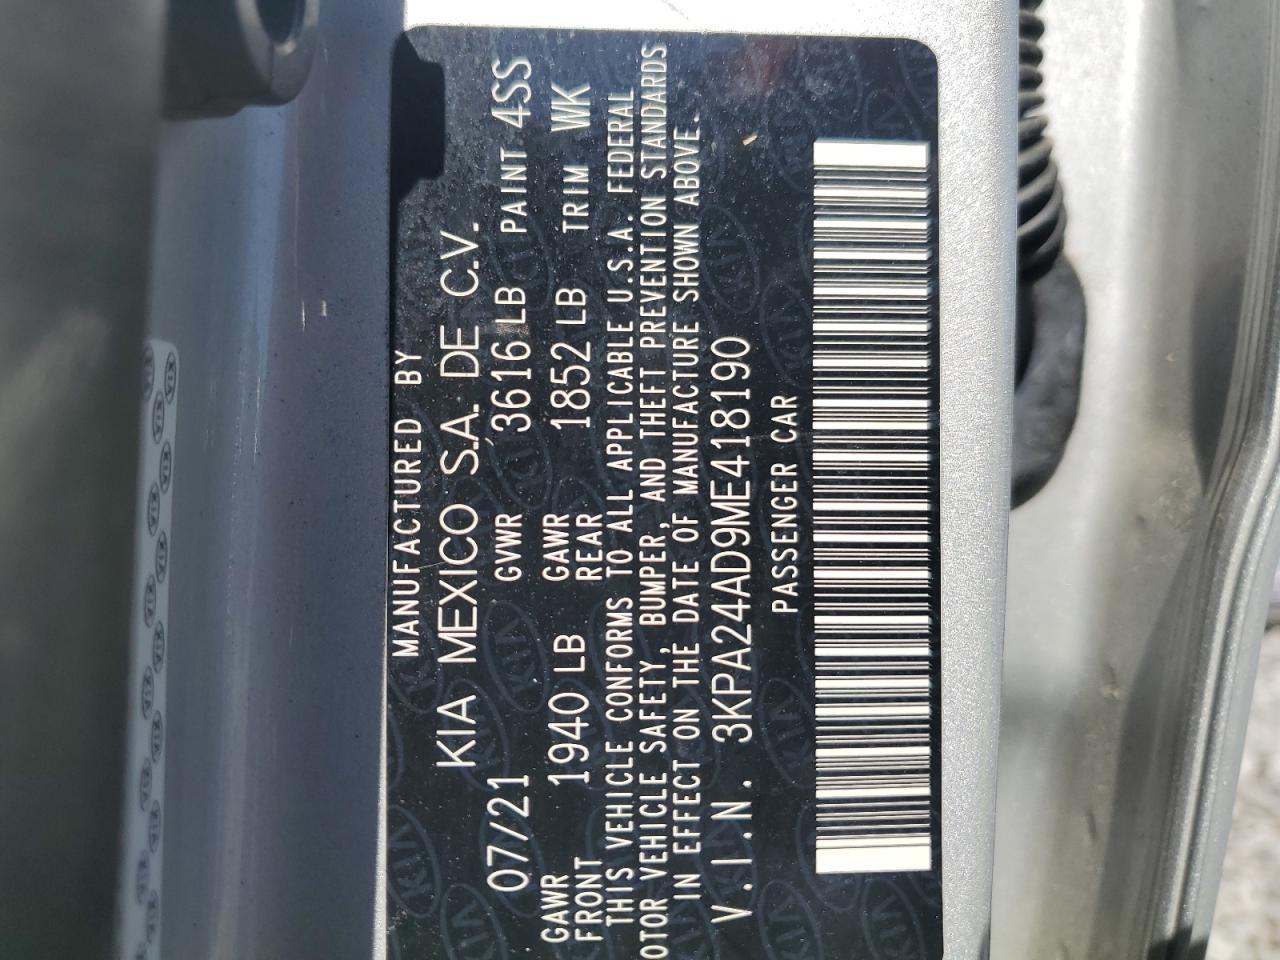 MANUFACTURED BY
KIA MEXICO S.A. DE C.V.
07/21 GVWR 3616 LB PAINT 4SS
GAWR FRONT 1940 LB GAWR REAR 1852 LB TRIM WK
THIS VEHICLE CONFORMS TO ALL APPLICABLE U.S.A. FEDERAL
OTOR VEHICLE SAFETY, BUMPER, AND THEFT PREVENTION STANDARDS
IN EFFECT ON THE DATE OF MANUFACTURE SHOWN ABOVE.
V.I.N. 3KPA24AD9ME418190
PASSENGER CAR